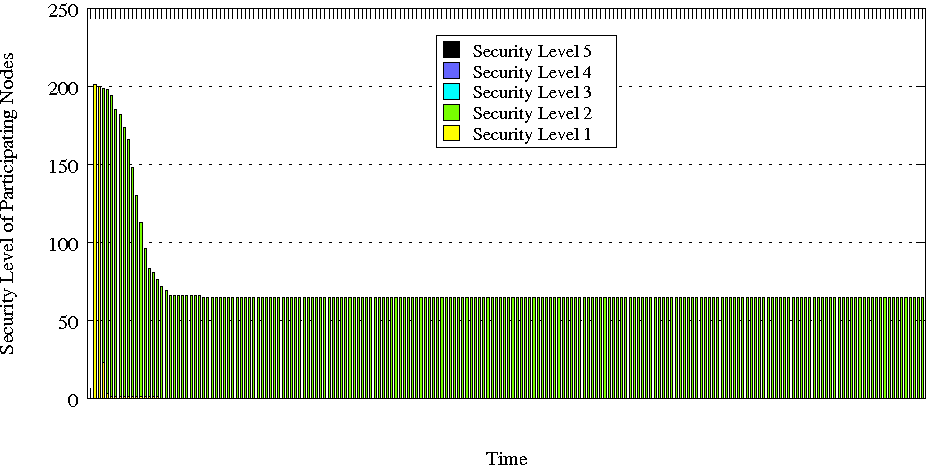 250
200
150
100
50
0
Security Level of Participating Nodes
Security Level 5
Security Level 4
Security Level 3
Security Level 2
Security Level 1
Time